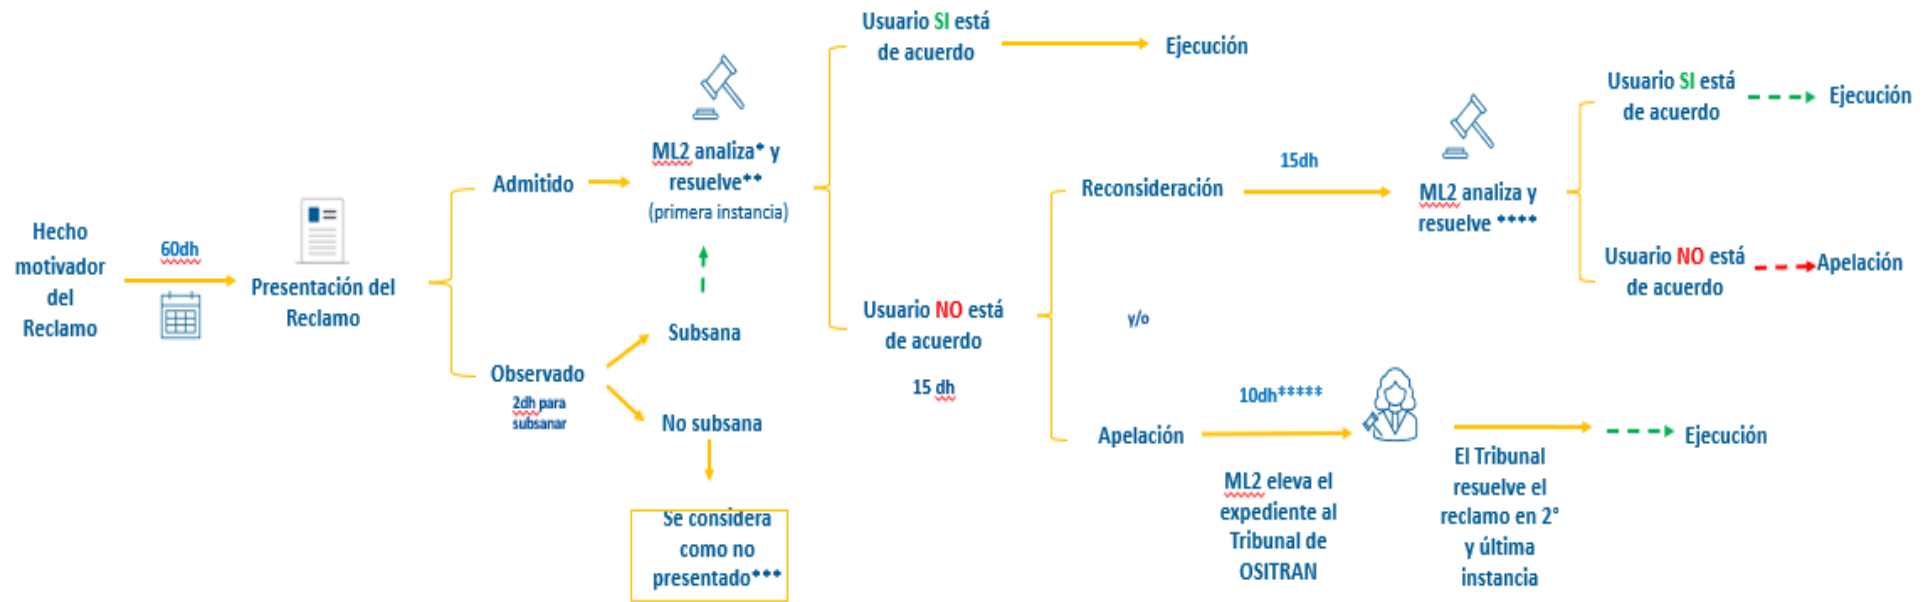 Hecho
motivador
del
Reclamo
60dh
Presentación del
Reclamo
Admitido
Observado
2dh para
subsanar
ML2 analiza* y
resuelve**
(primera instancia)
Subsana
No subsana
Se considera
como no
presentado***
Usuario SI está
de acuerdo
Ejecución
Usuario NO está
de acuerdo
15 dh
Reconsideración
15dh
ML2 analiza y
resuelve ****
Usuario SI está
de acuerdo
Ejecución
Usuario NO está
de acuerdo
Apelación
y/o
Apelación
10dh*****
ML2 eleva el
expediente al
Tribunal de
OSITRAN
El Tribunal
resuelve el
reclamo en 2°
y última
instancia
Ejecución